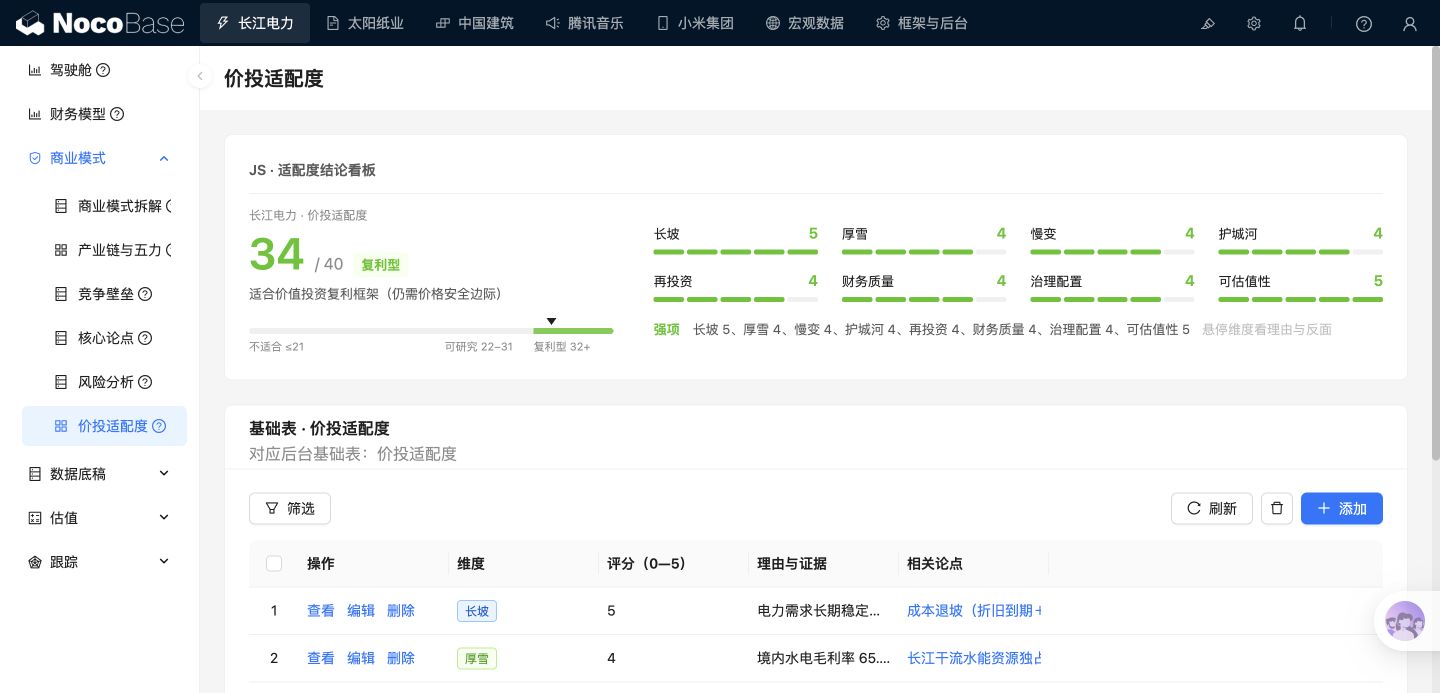 NocoBase
长江电力
太阳纸业
中国建筑
腾讯音乐
小米集团
宏观数据
框架与后台
驾驶舱
财务模型
商业模式
商业模式拆解
产业链与五力
竞争壁垒
核心论点
风险分析
价投适配度
数据底稿
估值
跟踪
价投适配度
JS · 适配度结论看板
长江电力 · 价投适配度
34 / 40 复利型
适合价值投资复利框架（仍需价格安全边际）
不适合 ≤21 可研究 22–31 复利型 32+
长坡 5 厚雪 4 慢变 4 护城河 4
再投资 4 财务质量 4 治理配置 4 可估值性 5
强项 长坡 5、厚雪 4、慢变 4、护城河 4、再投资 4、财务质量 4、治理配置 4、可估值性 5 悬停维度看理由与反面
基础表 · 价投适配度
对应后台基础表：价投适配度
筛选 刷新 添加
操作 维度 评分（0—5） 理由与证据 相关论点
1 查看 编辑 删除 长坡 5 电力需求长期稳定... 成本退坡（折旧到期+
2 查看 编辑 删除 厚雪 4 境内水电毛利率 65.... 长江干流水能资源独